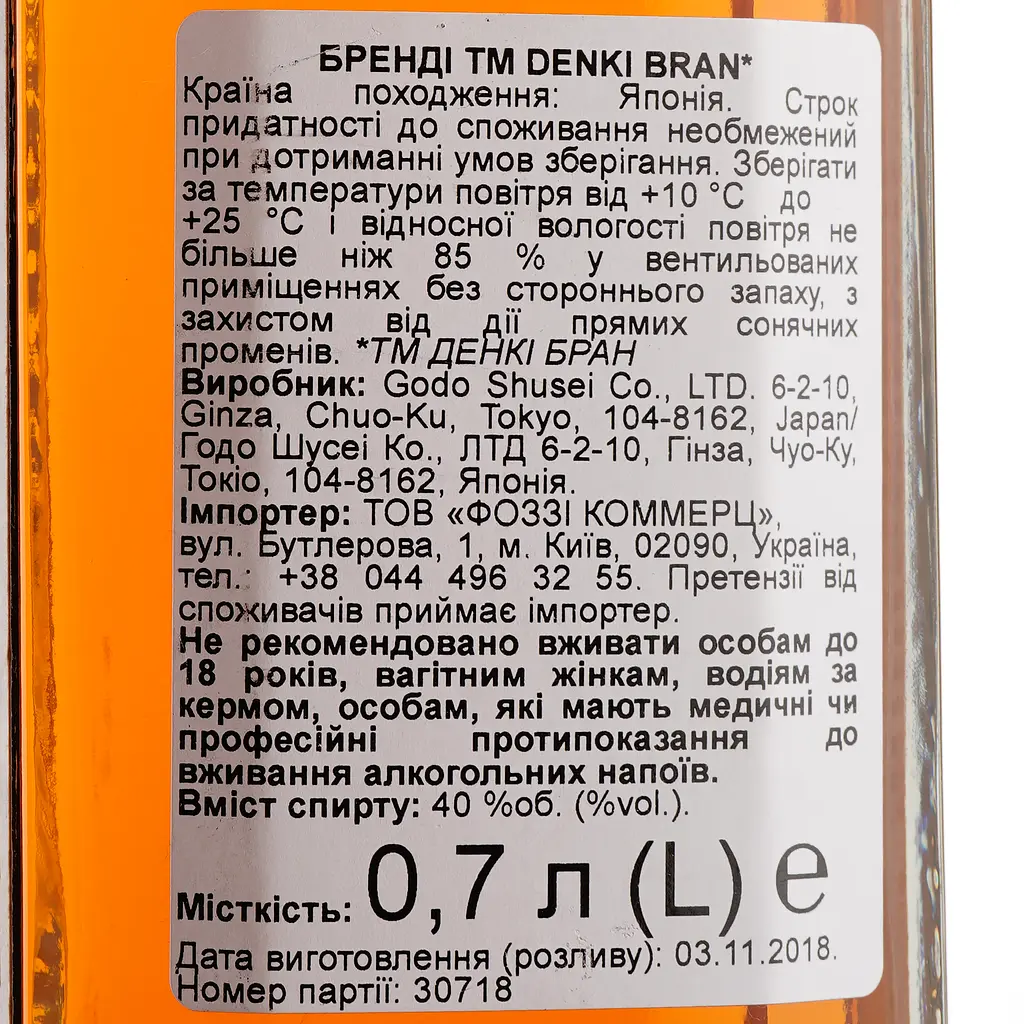 БРЕНДІ ТМ DENKI BRAN*
Країна походження: Японія. Строк
придатності до споживання необмежений
при дотриманні умов зберігання. Зберігати
за температури повітря від +10 °C до
+25 °C і відносної вологості повітря не
більше ніж 85 % у вентильованих
приміщеннях без стороннього запаху, з
захистом від дії прямих сонячних
променів. *ТМ ДЕНКІ БРАН
Виробник: Godo Shusei Co., LTD. 6-2-10,
Ginza, Chuo-Ku, Tokyo, 104-8162, Japan/
Годо Шусеі Ко., ЛТД 6-2-10, Гінза, Чуо-Ку,
Токіо, 104-8162, Японія.
Імпортер: ТОВ «ФОЗЗІ КОММЕРЦ»,
вул. Бутлерова, 1, м. Київ, 02090, Україна,
тел.: +38 044 496 32 55. Претензії від
споживачів приймає імпортер.
Не рекомендовано вживати особам до
18 років, вагітним жінкам, водіям за
кермом, особам, які мають медичні чи
професійні протипоказання до
вживання алкогольних напоїв.
Вміст спирту: 40 %об. (%vol.).
Місткість: 0,7 л (L) e
Дата виготовлення (розливу): 03.11.2018.
Номер партії: 30718